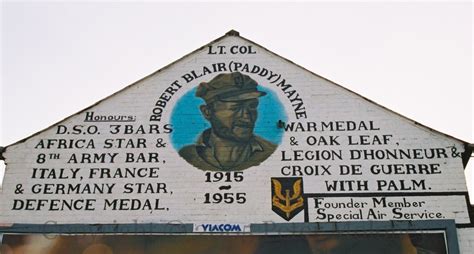 LT. COL
ROBERT BLAIR (PADDY) MAYNE
Honours:
D.S.O. 3 BARS
AFRICA STAR &
8TH ARMY BAR,
ITALY, FRANCE
& GERMANY STAR,
DEFENCE MEDAL,
WAR MEDAL
& OAK LEAF,
LEGION D'HONNEUR &
CROIX DE GUERRE
WITH PALM.
1915
~
1955
Founder Member
Special Air Service.
VIACOM